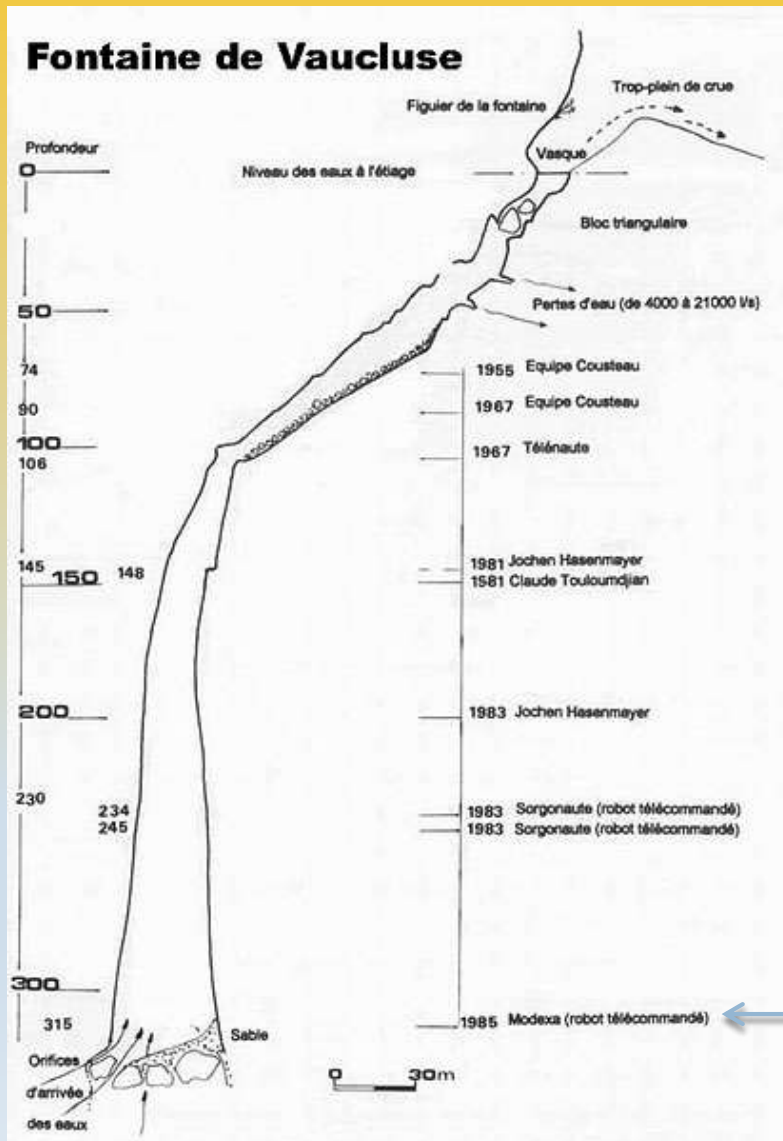 Fontaine de Vaucluse
Trop-plein de crue
Figuier de la fontaine
Profondeur
Vasque
0
Niveau des eaux à l'étiage
Bloc triangulaire
50
Pertes d'eau (de 4000 à 21000 l/s)
74
1955 Equipe Cousteau
90
1967 Equipe Cousteau
100
106
1967 Télénaute
145
148
1981 Jochen Hasenmayer
150
1581 Claude Touloumdjian
200
1983 Jochen Hasenmayer
230
234
1983 Sorgonaute (robot télécommandé)
245
1983 Sorgonaute (robot télécommandé)
300
315
1985 Modexa (robot télécommandé)
Sable
Orifices
d'arrivée
des eaux
0 30m